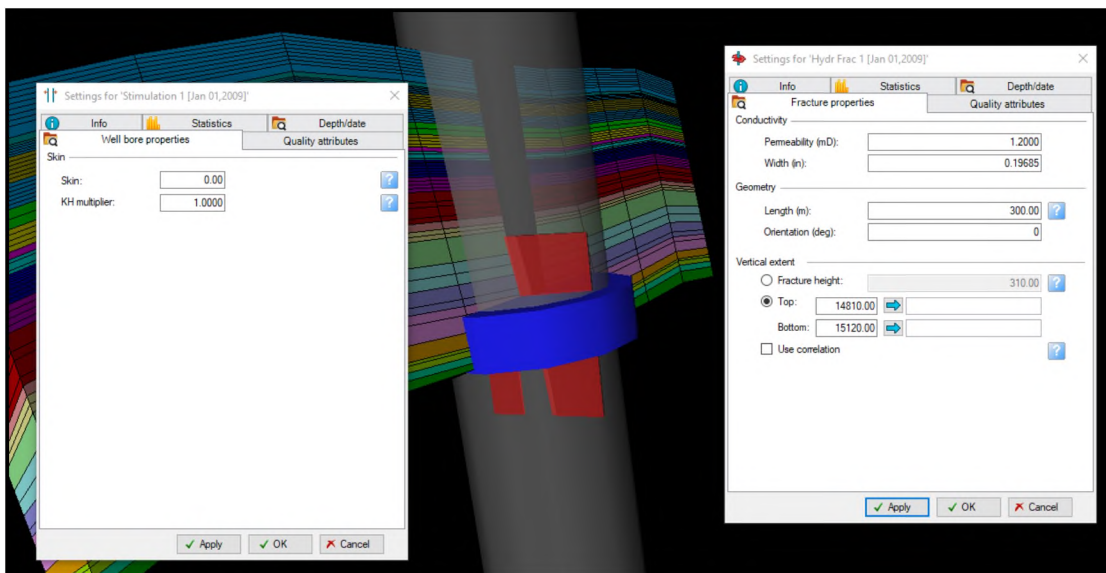 Settings for 'Stimulation 1 [Jan 01,2009]'
Info Statistics Depth/date
Well bore properties Quality attributes
Skin
Skin: 0.00
KH multiplier: 1.0000
Apply OK Cancel
Settings for 'Hydr Frac 1 [Jan 01,2009]'
Info Statistics Depth/date
Fracture properties Quality attributes
Conductivity
Permeability (mD): 1.2000
Width (in): 0.19685
Geometry
Length (m): 300.00
Orientation (deg): 0
Vertical extent
Fracture height: 310.00
Top: 14810.00
Bottom: 15120.00
Use correlation
Apply OK Cancel